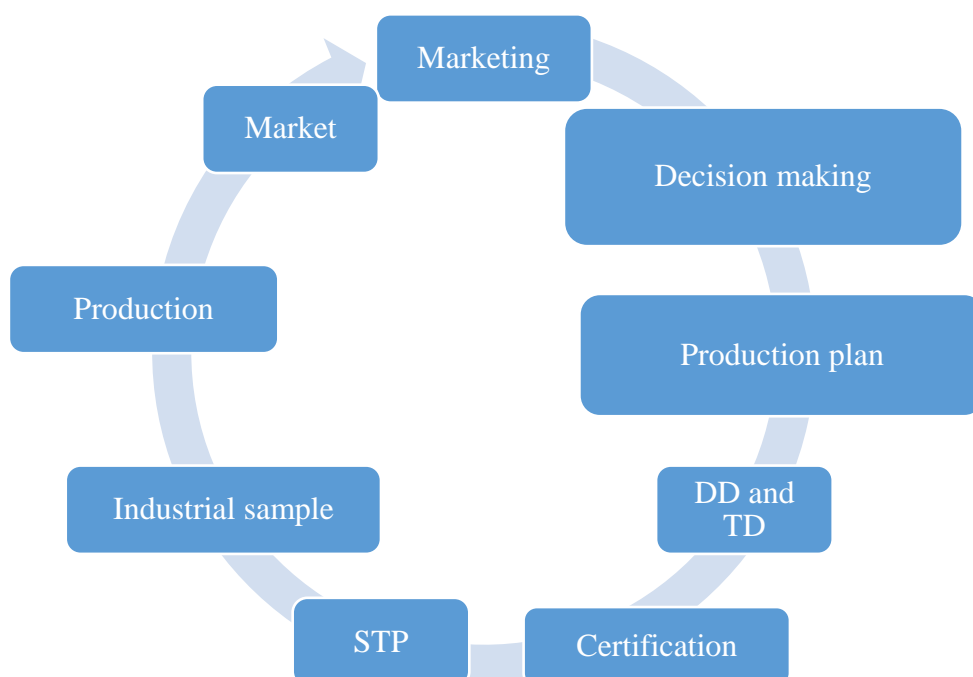 Marketing
Decision making
Production plan
DD and
TD
Certification
STP
Industrial sample
Production
Market